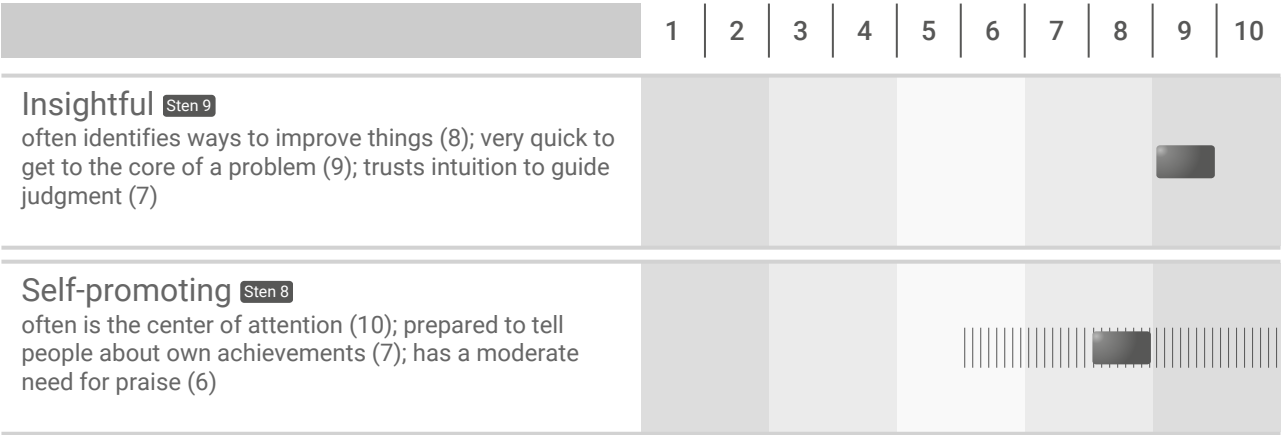 1 2 3 4 5 6 7 8 9 10
Insightful Sten 9
often identifies ways to improve things (8); very quick to
get to the core of a problem (9); trusts intuition to guide
judgment (7)
Self-promoting Sten 8
often is the center of attention (10); prepared to tell
people about own achievements (7); has a moderate
need for praise (6)